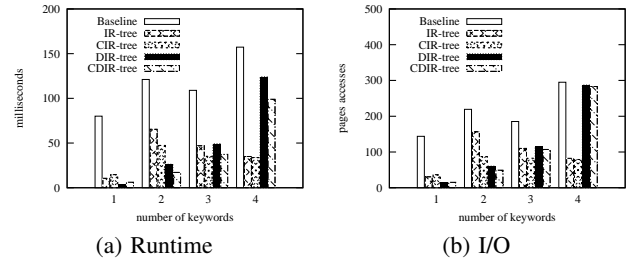 200
150
100
50
0
milliseconds
Baseline
IR-tree
CIR-tree
DIR-tree
CDIR-tree
1 2 3 4
number of keywords
(a) Runtime
500
400
300
200
100
0
pages accesses
Baseline
IR-tree
CIR-tree
DIR-tree
CDIR-tree
1 2 3 4
number of keywords
(b) I/O